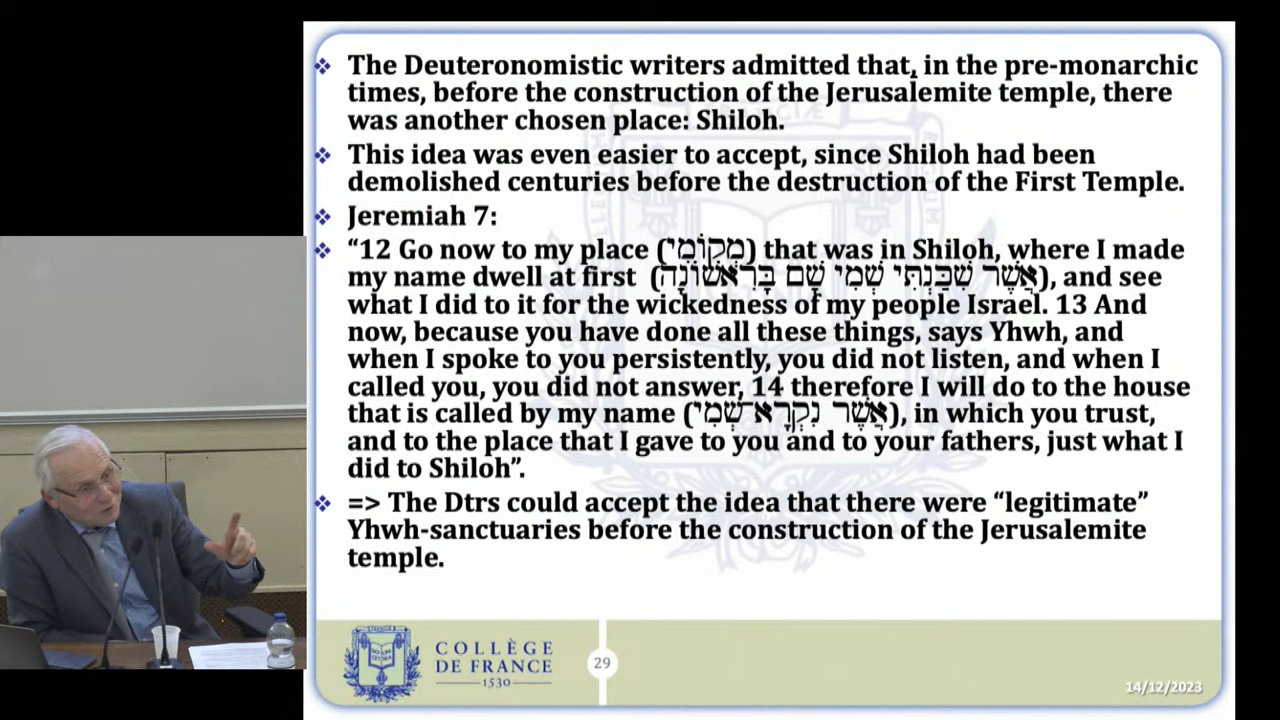 ❖ The Deuteronomistic writers admitted that, in the pre-monarchic
times, before the construction of the Jerusalemite temple, there
was another chosen place: Shiloh.
❖ This idea was even easier to accept, since Shiloh had been
demolished centuries before the destruction of the First Temple.
❖ Jeremiah 7:
❖ “12 Go now to my place (מְקוֹמִי) that was in Shiloh, where I made
my name dwell at first (אֲשֶׁר שִׁכַּנְתִּי שְׁמִי שָׁם בָּרִאשׁוֹנָה), and see
what I did to it for the wickedness of my people Israel. 13 And
now, because you have done all these things, says Yhwh, and
when I spoke to you persistently, you did not listen, and when I
called you, you did not answer, 14 therefore I will do to the house
that is called by my name (אֲשֶׁר נִקְרָא־שְׁמִי), in which you trust,
and to the place that I gave to you and to your fathers, just what I
did to Shiloh”.
❖ => The Dtrs could accept the idea that there were “legitimate”
Yhwh-sanctuaries before the construction of the Jerusalemite
temple.
COLLÈGE
DE FRANCE
1530
29
14/12/2023